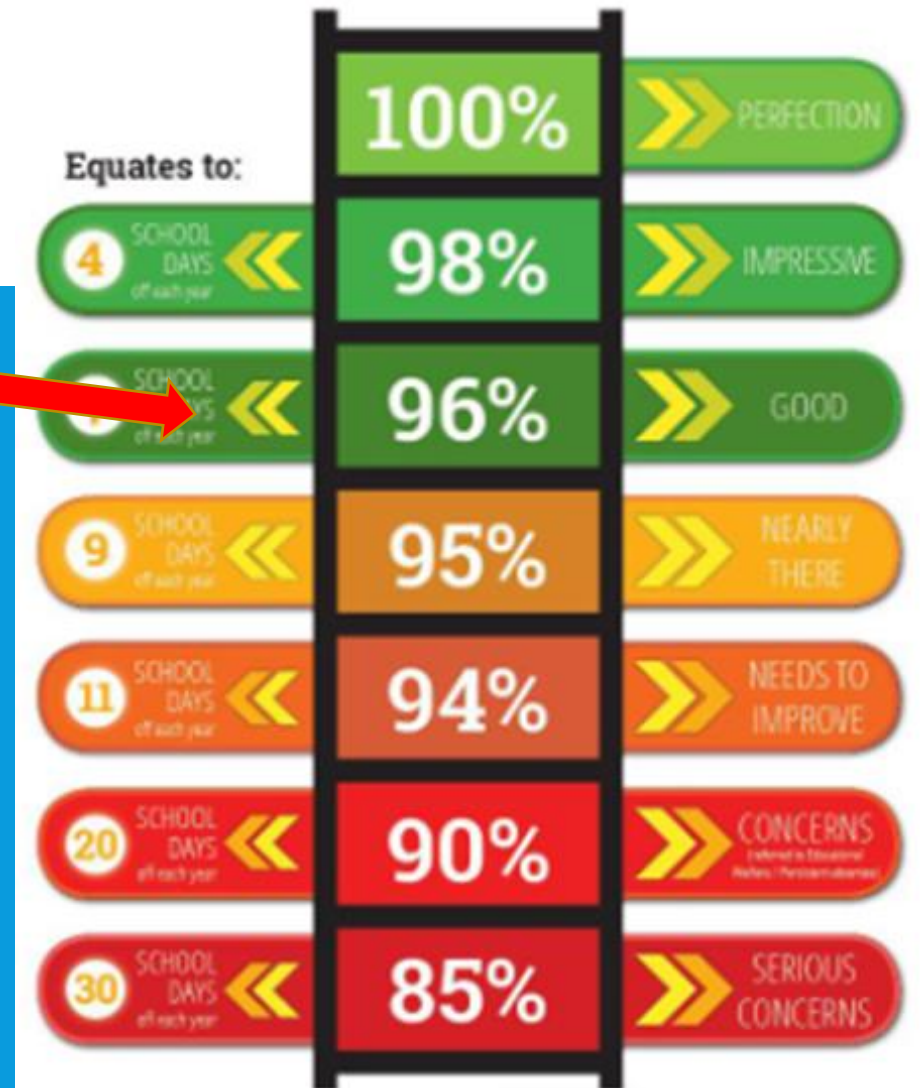 100%
PERFECTION
Equates to:
4
SCHOOL
DAYS
off each year
98%
IMPRESSIVE
SCHOOL
off each year
96%
GOOD
9
SCHOOL
DAYS
off each year
95%
NEARLY
THERE
11
SCHOOL
DAYS
off each year
94%
NEEDS TO
IMPROVE
20
SCHOOL
DAYS
off each year
90%
CONCERNS
30
SCHOOL
DAYS
off each year
85%
SERIOUS
CONCERNS